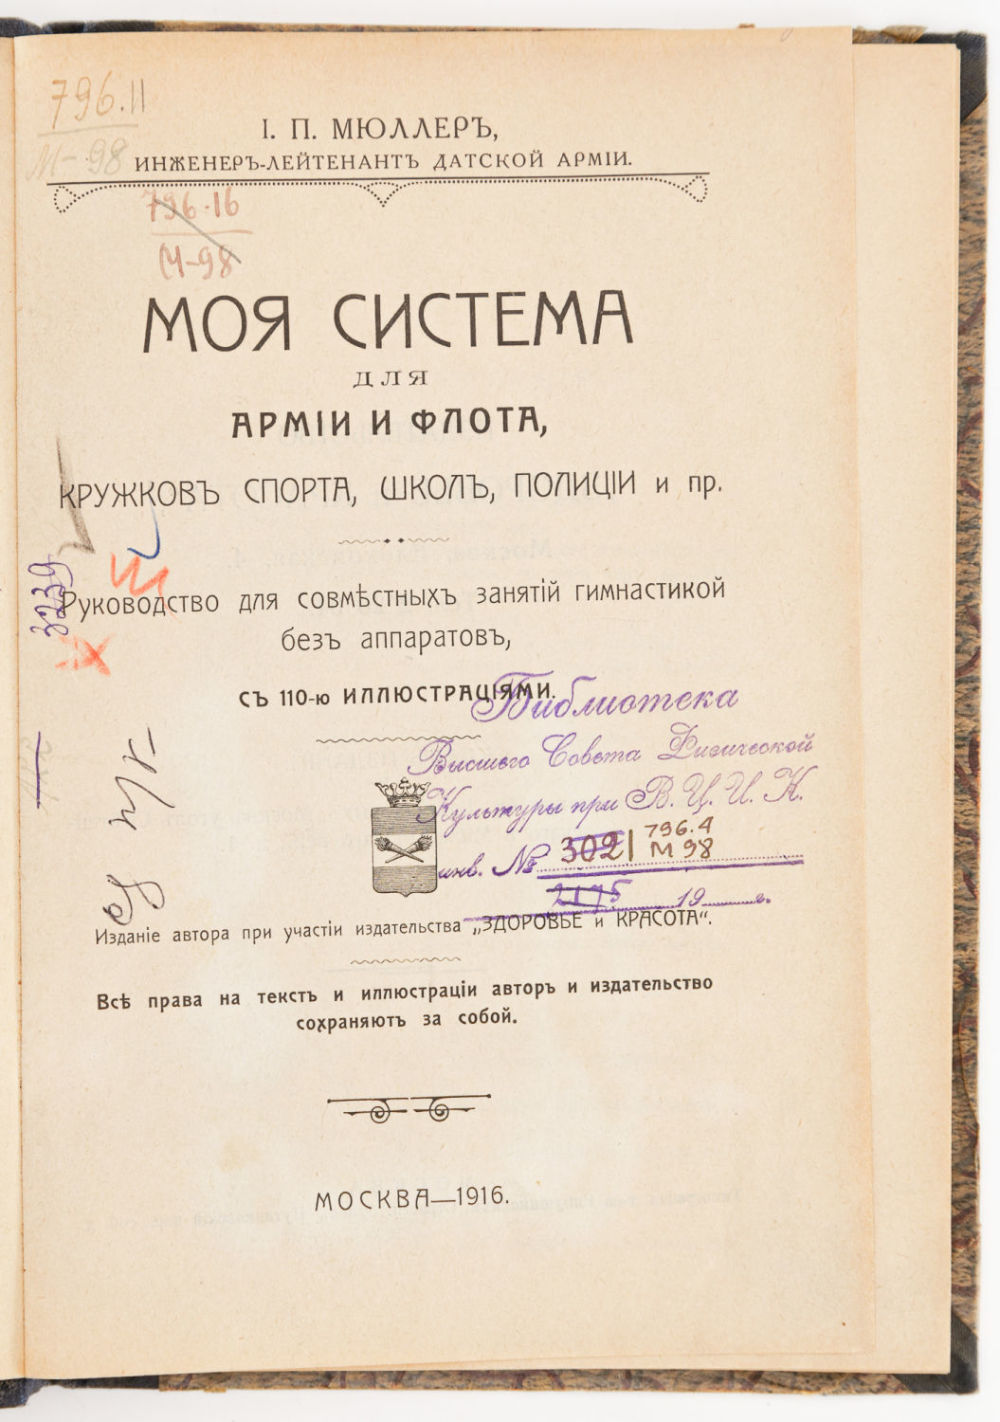 796.11
М-98
І. П. МЮЛЛЕРЪ,
ИНЖЕНЕРЪ-ЛЕЙТЕНАНТЪ ДАТСКОЙ АРМІИ.
796.16
М-98
МОЯ СИСТЕМА
ДЛЯ
АРМІИ И ФЛОТА,
КРУЖКОВЪ СПОРТА, ШКОЛЪ, ПОЛИЦІИ и пр.
3239
Руководство для совмѣстныхъ занятій гимнастикой
безъ аппаратовъ,
съ 110-ю ИЛЛЮСТРАЦІЯМИ.
Библиотека
Высшего Совета Физической
Культуры при В. Ц. И. К.
796.4
инв. № 3021 М 98
2175 19 г.
Изданіе автора при участіи издательства „ЗДОРОВЬЕ и КРАСОТА“.
Всѣ права на текстъ и иллюстраціи авторъ и издательство
сохраняютъ за собой.
МОСКВА—1916.